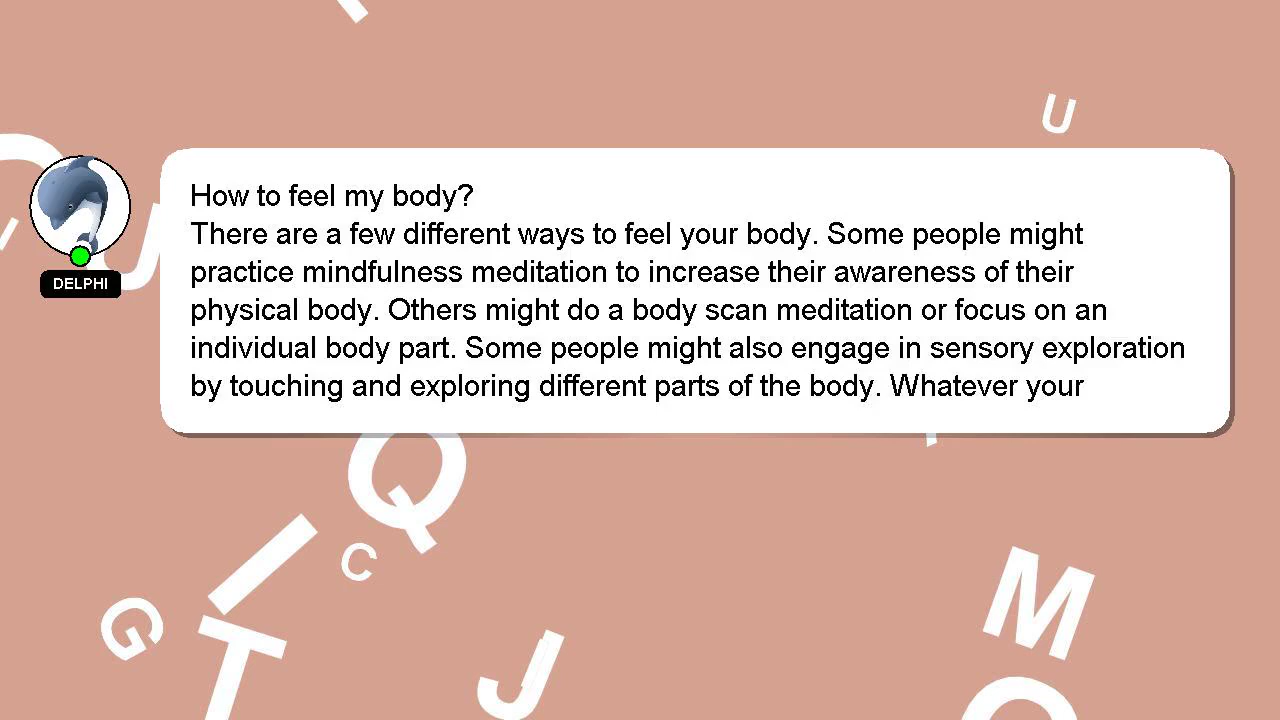 U
How to feel my body?
There are a few different ways to feel your body. Some people might
practice mindfulness meditation to increase their awareness of their
physical body. Others might do a body scan meditation or focus on an
individual body part. Some people might also engage in sensory exploration
by touching and exploring different parts of the body. Whatever your
DELPHI
Q
I
C
G
T
J
M